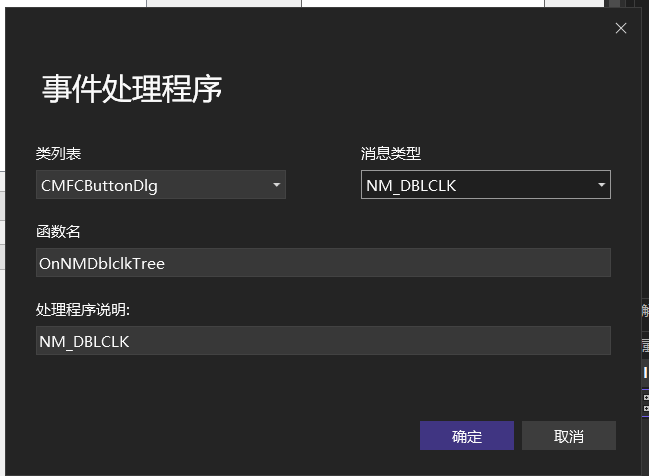 事件处理程序
类列表
消息类型
CMFCButtonDlg
NM_DBLCLK
函数名
OnNMDblclkTree
处理程序说明:
NM_DBLCLK
确定
取消